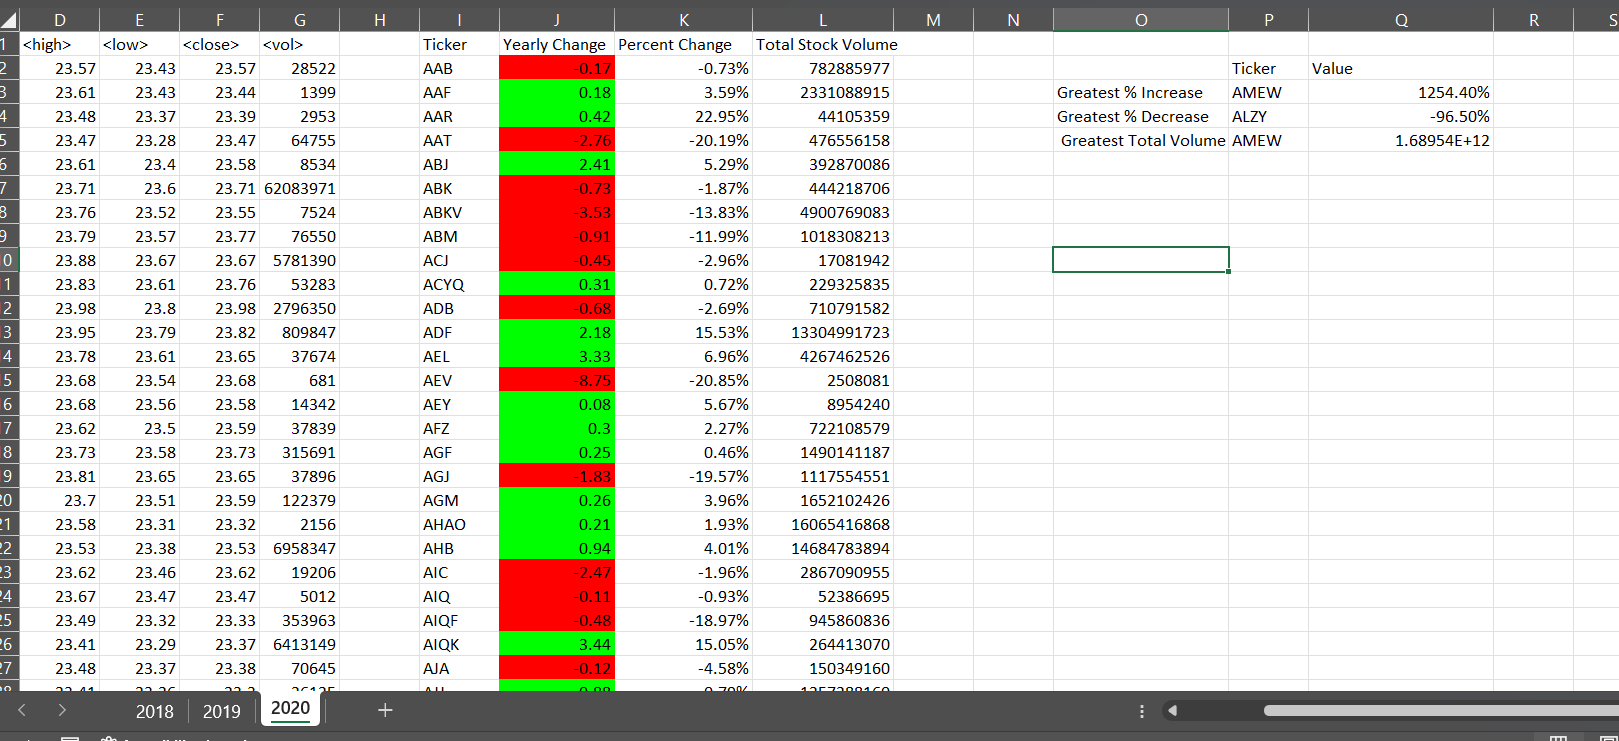 D E F G H I J K L M N O P Q R S
1 <high> <low> <close> <vol> Ticker Yearly Change Percent Change Total Stock Volume
2 23.57 23.43 23.57 28522 AAB -0.17 -0.73% 782885977 Ticker Value
3 23.61 23.43 23.44 1399 AAF 0.18 3.59% 2331088915 Greatest % Increase AMEW 1254.40%
4 23.48 23.37 23.39 2953 AAR 0.42 22.95% 44105359 Greatest % Decrease ALZY -96.50%
5 23.47 23.28 23.47 64755 AAT -2.76 -20.19% 476556158 Greatest Total Volume AMEW 1.68954E+12
6 23.61 23.4 23.58 8534 ABJ 2.41 5.29% 392870086
7 23.71 23.6 23.71 62083971 ABK -0.73 -1.87% 444218706
8 23.76 23.52 23.55 7524 ABKV -3.53 -13.83% 4900769083
9 23.79 23.57 23.77 76550 ABM -0.91 -11.99% 1018308213
0 23.88 23.67 23.67 5781390 ACJ -0.45 -2.96% 17081942
1 23.83 23.61 23.76 53283 ACYQ 0.31 0.72% 229325835
2 23.98 23.8 23.98 2796350 ADB -0.68 -2.69% 710791582
3 23.95 23.79 23.82 809847 ADF 2.18 15.53% 13304991723
4 23.78 23.61 23.65 37674 AEL 3.33 6.96% 4267462526
5 23.68 23.54 23.68 681 AEV -8.75 -20.85% 2508081
6 23.68 23.56 23.58 14342 AEY 0.08 5.67% 8954240
7 23.62 23.5 23.59 37839 AFZ 0.3 2.27% 722108579
8 23.73 23.58 23.73 315691 AGF 0.25 0.46% 1490141187
9 23.81 23.65 23.65 37896 AGJ -1.83 -19.57% 1117554551
20 23.7 23.51 23.59 122379 AGM 0.26 3.96% 1652102426
21 23.58 23.31 23.32 2156 AHAO 0.21 1.93% 16065416868
22 23.53 23.38 23.53 6958347 AHB 0.94 4.01% 14684783894
23 23.62 23.46 23.62 19206 AIC -2.47 -1.96% 2867090955
24 23.67 23.47 23.47 5012 AIQ -0.11 -0.93% 52386695
25 23.49 23.32 23.33 353963 AIQF -0.48 -18.97% 945860836
26 23.41 23.29 23.37 6413149 AIQK 3.44 15.05% 264413070
27 23.48 23.37 23.38 70645 AJA -0.12 -4.58% 150349160
2018 2019 2020